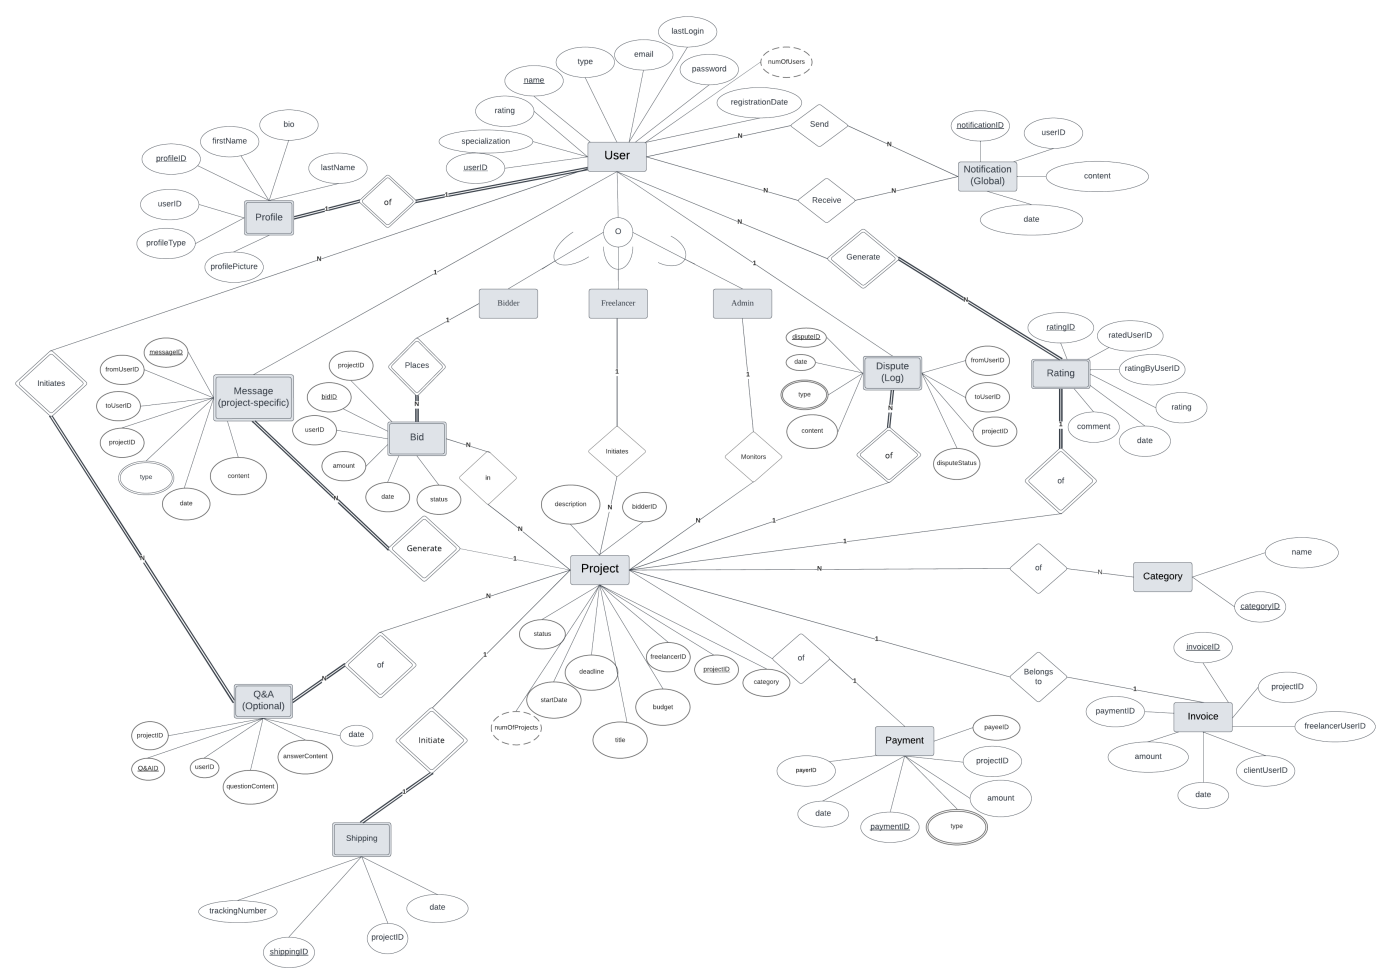 lastLogin
email
type
numOfUsers
password
name
registrationDate
rating
Send
N
N
specialization
User
userID
notificationID
userID
Notification
(Global)
content
date
N
Receive
N
bio
firstName
profileID
lastName
userID
Profile
profileType
profilePicture
1
of
1
N
1
O
1
N
Generate
N
Bidder
Freelancer
Admin
1
1
1
Initiates
messageID
fromUserID
toUserID
projectID
type
date
content
Message
(project-specific)
Places
N
projectID
bidID
userID
amount
date
status
Bid
N
in
N
Initiates
N
Monitors
N
disputeID
date
type
content
Dispute
(Log)
fromUserID
toUserID
projectID
disputeStatus
N
of
1
ratingID
ratedUserID
ratingByUserID
Rating
rating
comment
date
1
of
1
N
Generate
1
N
description
bidderID
Project
N
of
N
Category
name
categoryID
status
deadline
startDate
numOfProjects
title
budget
freelancerID
projectID
category
N
of
N
Q&A
(Optional)
projectID
Q&AID
userID
questionContent
answerContent
date
1
Initiate
1
Shipping
trackingNumber
shippingID
projectID
date
of
1
Payment
payeeID
projectID
payerID
amount
date
paymentID
type
1
Belongs
to
1
invoiceID
projectID
paymentID
Invoice
freelancerUserID
amount
clientUserID
date